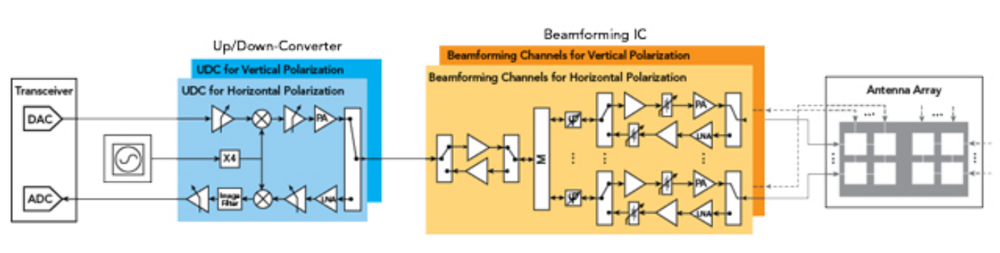 Up/Down-Converter
Beamforming IC
UDC for Vertical Polarization
Beamforming Channels for Vertical Polarization
UDC for Horizontal Polarization
Beamforming Channels for Horizontal Polarization
Transceiver
Antenna Array
DAC
PA
X4
ADC
Image
Filter
LNA
M
φ
PA
LNA
...
φ
PA
LNA